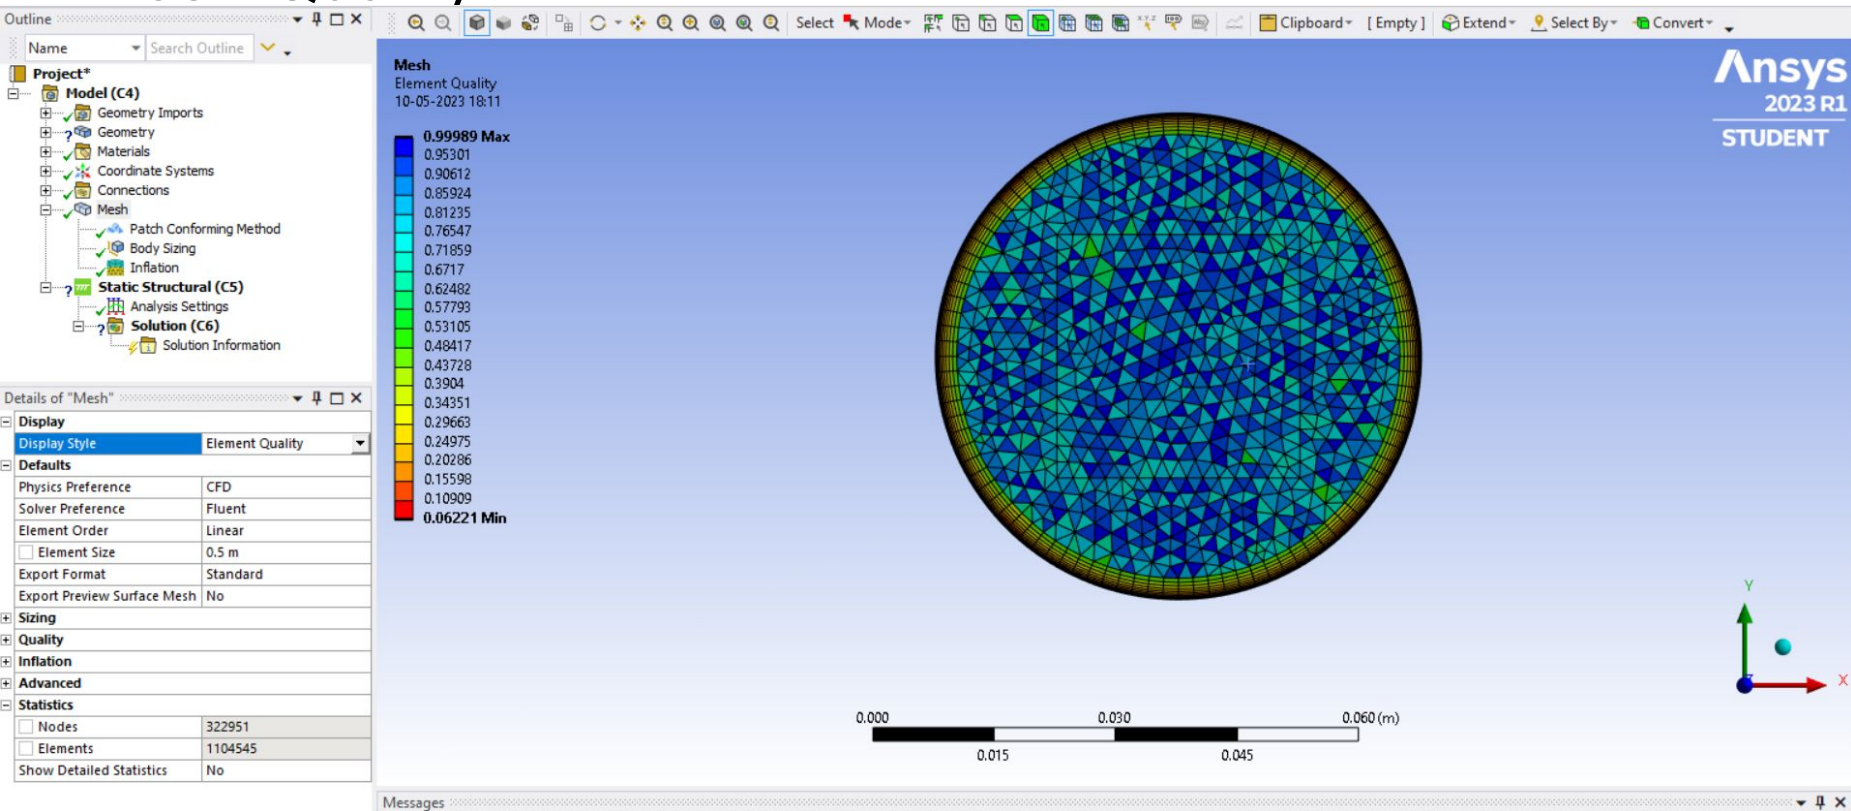 Outline
Name
Search Outline
Project*
Model (C4)
Geometry Imports
Geometry
Materials
Coordinate Systems
Connections
Mesh
Patch Conforming Method
Body Sizing
Inflation
Static Structural (C5)
Analysis Settings
Solution (C6)
Solution Information
Details of "Mesh"
Display
Display Style Element Quality
Defaults
Physics Preference CFD
Solver Preference Fluent
Element Order Linear
Element Size 0.5 m
Export Format Standard
Export Preview Surface Mesh No
Sizing
Quality
Inflation
Advanced
Statistics
Nodes 322951
Elements 1104545
Show Detailed Statistics No
Select Mode Clipboard [ Empty ] Extend Select By Convert
Mesh
Element Quality
10-05-2023 18:11
0.99989 Max
0.95301
0.90612
0.85924
0.81235
0.76547
0.71859
0.6717
0.62482
0.57793
0.53105
0.48417
0.43728
0.3904
0.34351
0.29663
0.24975
0.20286
0.15598
0.10909
0.06221 Min
Ansys
2023 R1
STUDENT
Y
X
0.000 0.030 0.060 (m)
0.015 0.045
Messages